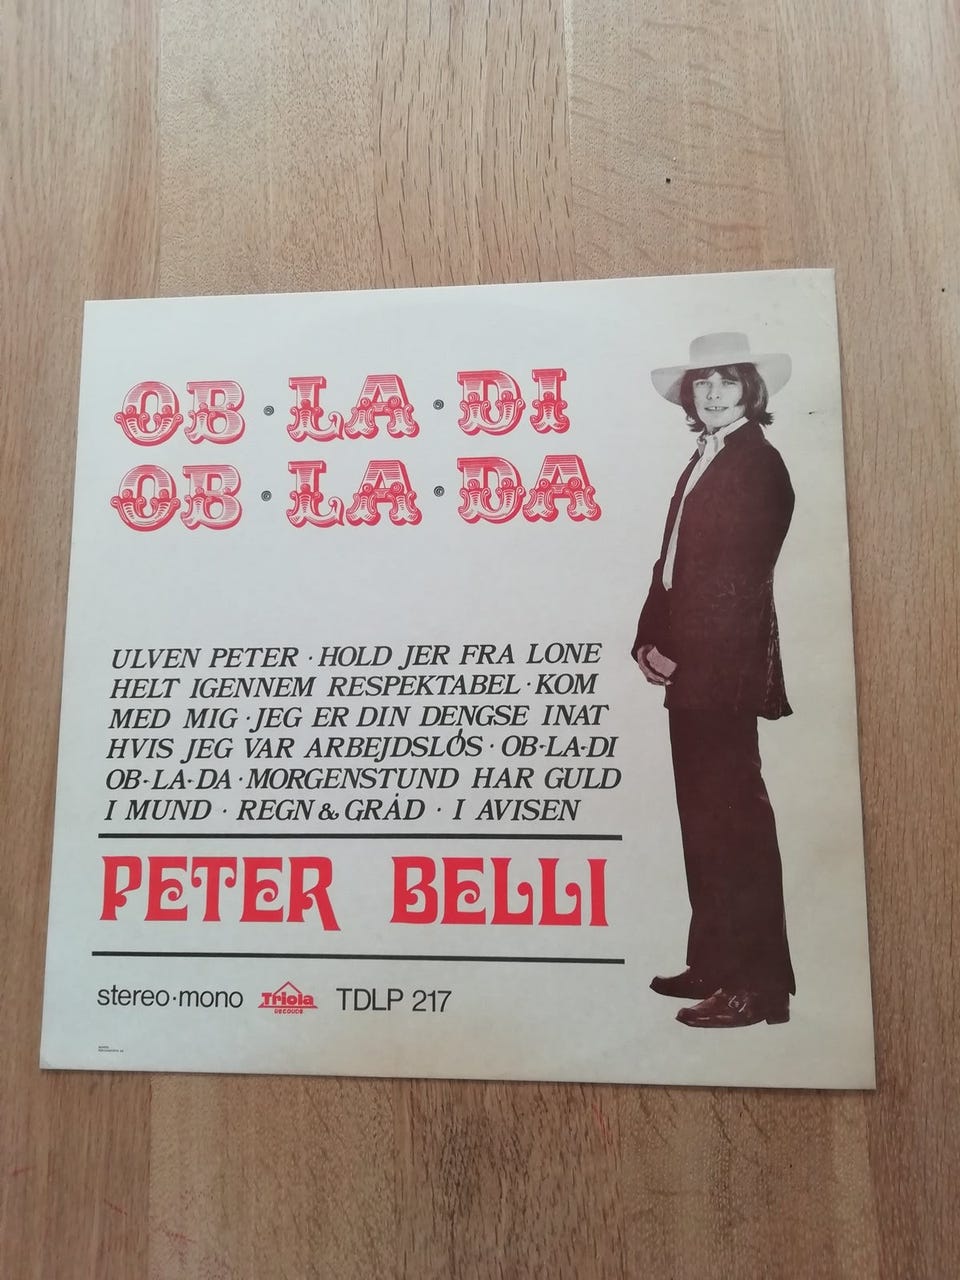 OB·LA·DI
OB·LA·DA
ULVEN PETER · HOLD JER FRA LONE
HELT IGENNEM RESPEKTABEL · KOM
MED MIG · JEG ER DIN DENGSE INAT
HVIS JEG VAR ARBEJDSLØS · OB-LA-DI
OB-LA-DA · MORGENSTUND HAR GULD
I MUND · REGN & GRÅD · I AVISEN
PETER BELLI
stereo·mono Triola RECORDS TDLP 217